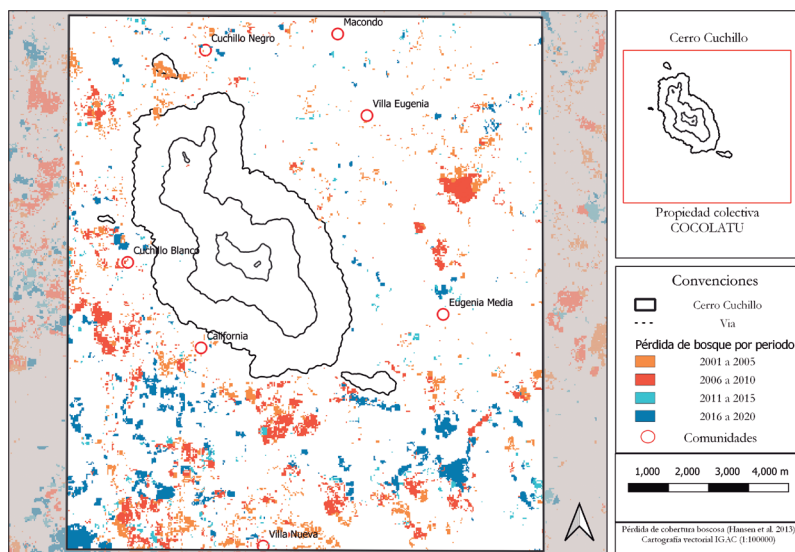 Macondo
Cuchillo Negro
Villa Eugenia
Cuchillo Blanco
Eugenia Media
California
Villa Nueva
Cerro Cuchillo
Propiedad colectiva
COCOLATU
Convenciones
Cerro Cuchillo
Via
Pérdida de bosque por periodo
2001 a 2005
2006 a 2010
2011 a 2015
2016 a 2020
Comunidades
1,000 2,000 3,000 4,000 m
Pérdida de cobertura boscosa (Hansen et al. 2013)
Cartografía vectorial IGAC (1:100000)